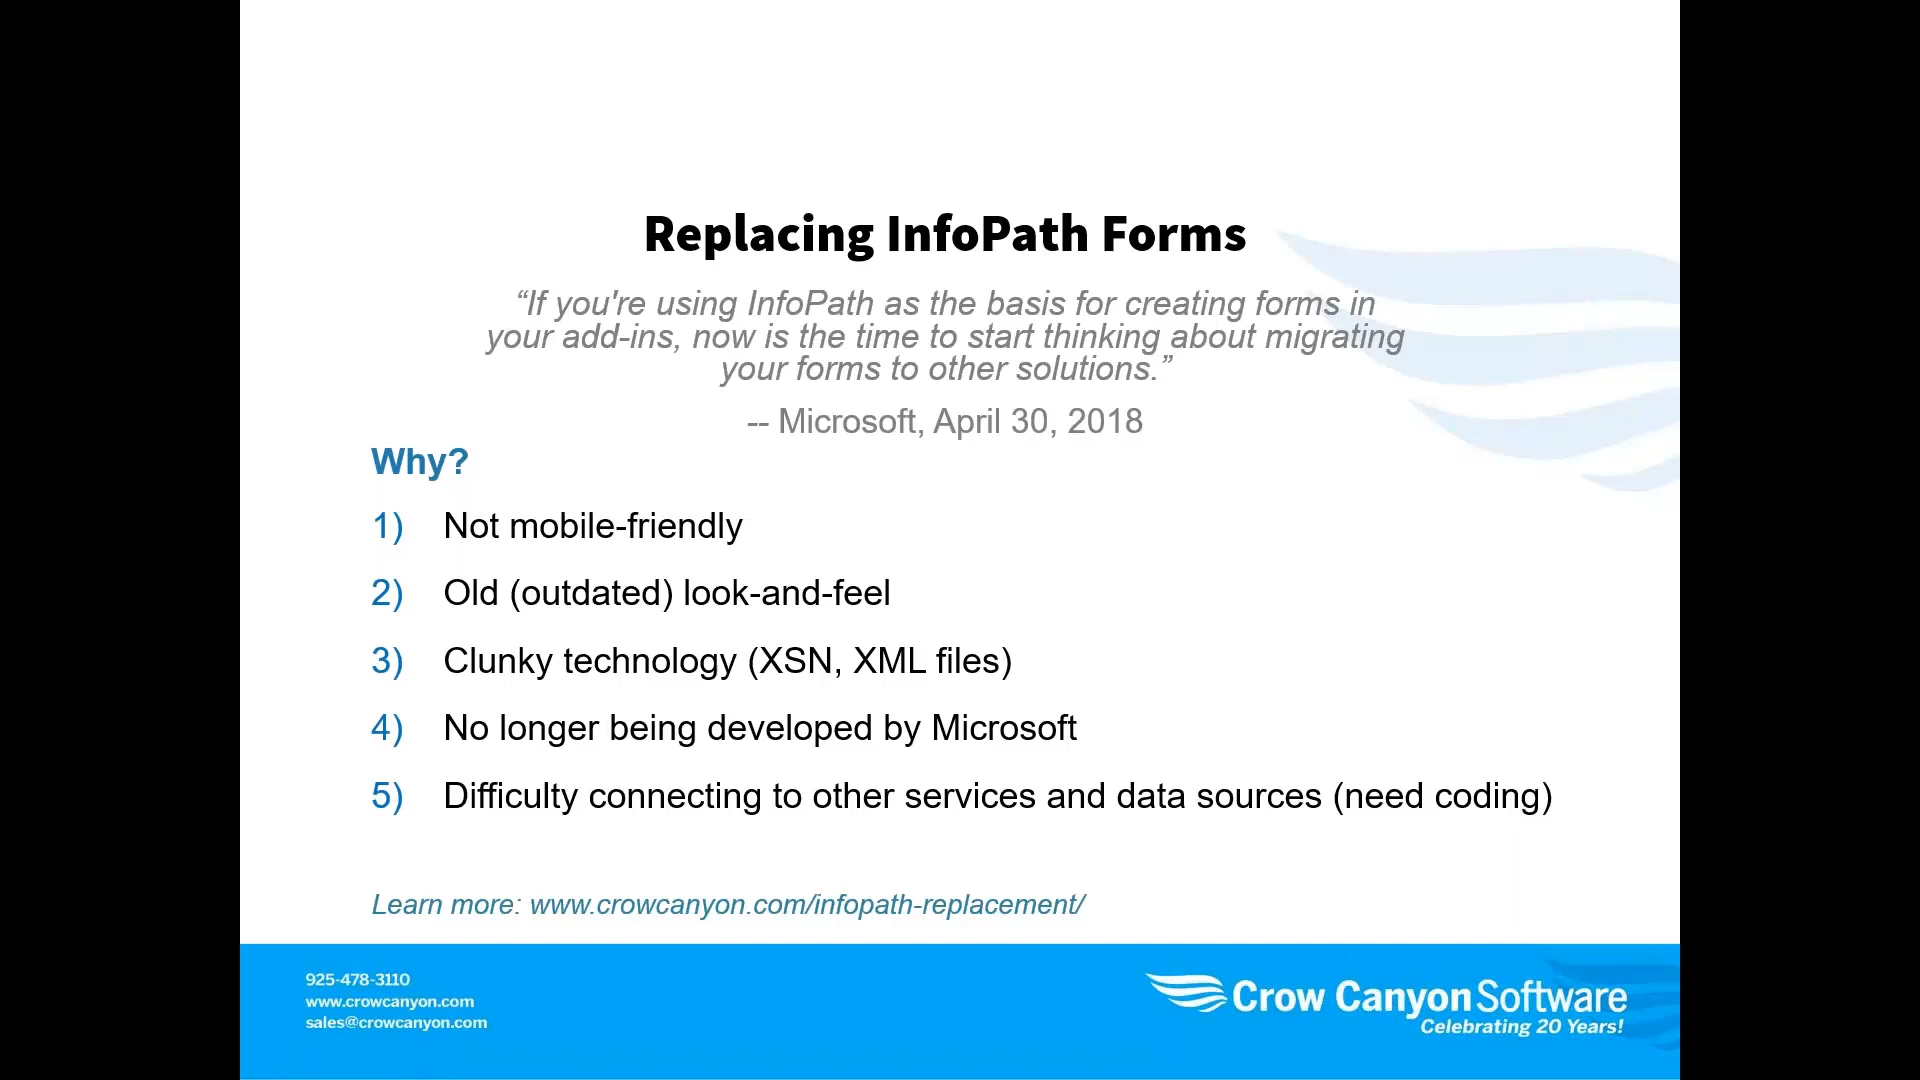 Replacing InfoPath Forms
“If you're using InfoPath as the basis for creating forms in
your add-ins, now is the time to start thinking about migrating
your forms to other solutions.”
-- Microsoft, April 30, 2018
Why?
1) Not mobile-friendly
2) Old (outdated) look-and-feel
3) Clunky technology (XSN, XML files)
4) No longer being developed by Microsoft
5) Difficulty connecting to other services and data sources (need coding)
Learn more: www.crowcanyon.com/infopath-replacement/
925-478-3110
www.crowcanyon.com
sales@crowcanyon.com
Crow Canyon Software
Celebrating 20 Years!